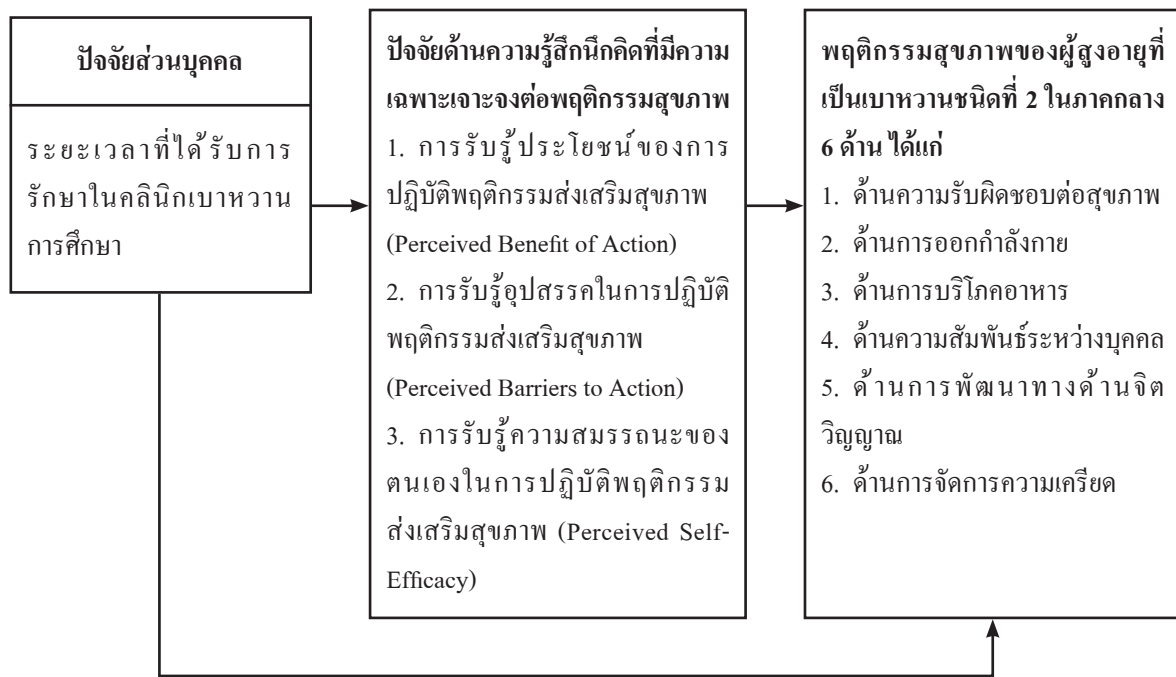 ปัจจัยส่วนบุคคล
ระยะเวลาที่ได้รับการ
รักษาในคลินิกเบาหวาน
การศึกษา
ปัจจัยด้านความรู้สึกนึกคิดที่มีความ
เฉพาะเจาะจงต่อพฤติกรรมสุขภาพ
1. การรับรู้ประโยชน์ของการ
ปฏิบัติพฤติกรรมส่งเสริมสุขภาพ
(Perceived Benefit of Action)
2. การรับรู้อุปสรรคในการปฏิบัติ
พฤติกรรมส่งเสริมสุขภาพ
(Perceived Barriers to Action)
3. การรับรู้ความสมรรถนะของ
ตนเองในการปฏิบัติพฤติกรรม
ส่งเสริมสุขภาพ (Perceived Self-
Efficacy)
พฤติกรรมสุขภาพของผู้สูงอายุที่
เป็นเบาหวานชนิดที่ 2 ในภาคกลาง
6 ด้าน ได้แก่
1. ด้านความรับผิดชอบต่อสุขภาพ
2. ด้านการออกกำลังกาย
3. ด้านการบริโภคอาหาร
4. ด้านความสัมพันธ์ระหว่างบุคคล
5. ด้านการพัฒนาทางด้านจิต
วิญญาณ
6. ด้านการจัดการความเครียด